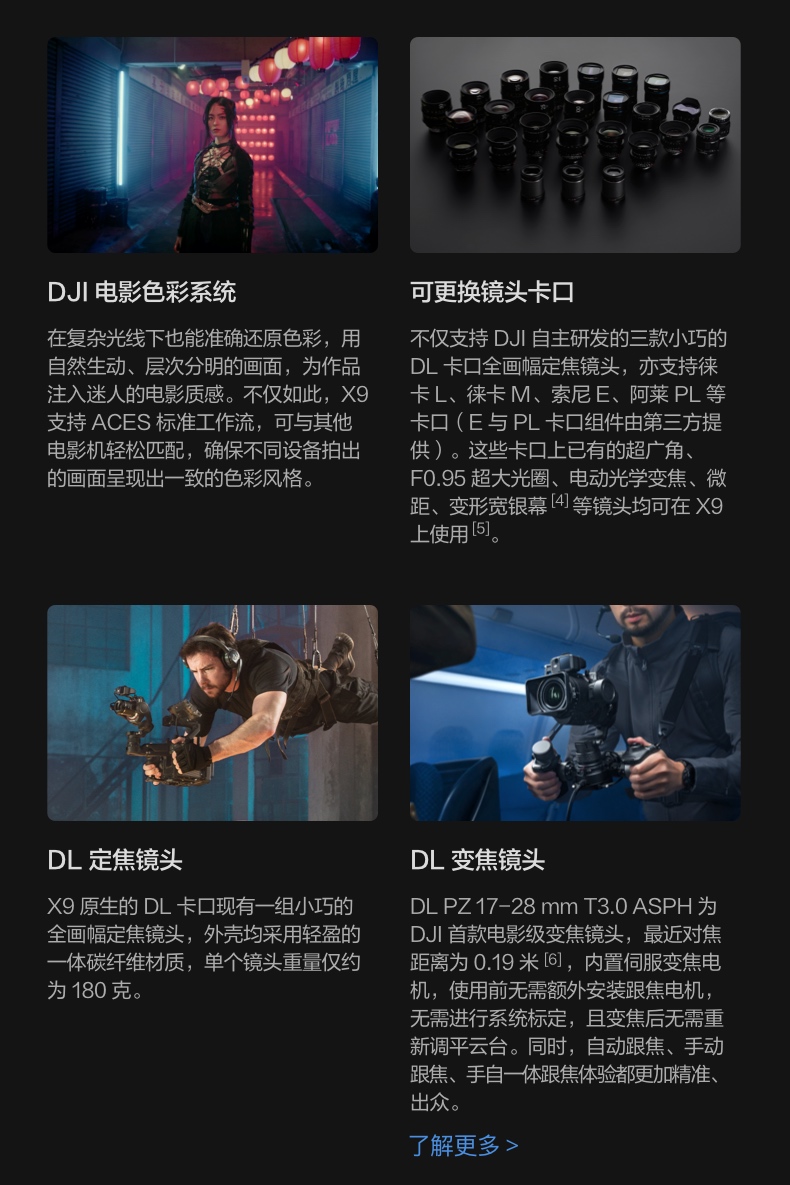 DJI 电影色彩系统
在复杂光线下也能准确还原色彩，用
自然生动、层次分明的画面，为作品
注入迷人的电影质感。不仅如此，X9
支持 ACES 标准工作流，可与其他
电影机轻松匹配，确保不同设备拍出
的画面呈现出一致的色彩风格。
可更换镜头卡口
不仅支持 DJI 自主研发的三款小巧的
DL 卡口全画幅定焦镜头，亦支持徕
卡 L、徕卡 M、索尼 E、阿莱 PL 等
卡口（ E 与 PL 卡口组件由第三方提
供 ）。这些卡口上已有的超广角、
F0.95 超大光圈、电动光学变焦、微
距、变形宽银幕 [4] 等镜头均可在 X9
上使用 [5]。
DL 定焦镜头
X9 原生的 DL 卡口现有一组小巧的
全画幅定焦镜头，外壳均采用轻盈的
一体碳纤维材质，单个镜头重量仅约
为 180 克。
DL 变焦镜头
DL PZ 17–28 mm T3.0 ASPH 为
DJI 首款电影级变焦镜头，最近对焦
距离为 0.19 米 [6]，内置伺服变焦电
机，使用前无需额外安装跟焦电机，
无需进行系统标定，且变焦后无需重
新调平云台。同时，自动跟焦、手动
跟焦、手自一体跟焦体验都更加精准、
出众。
了解更多 >